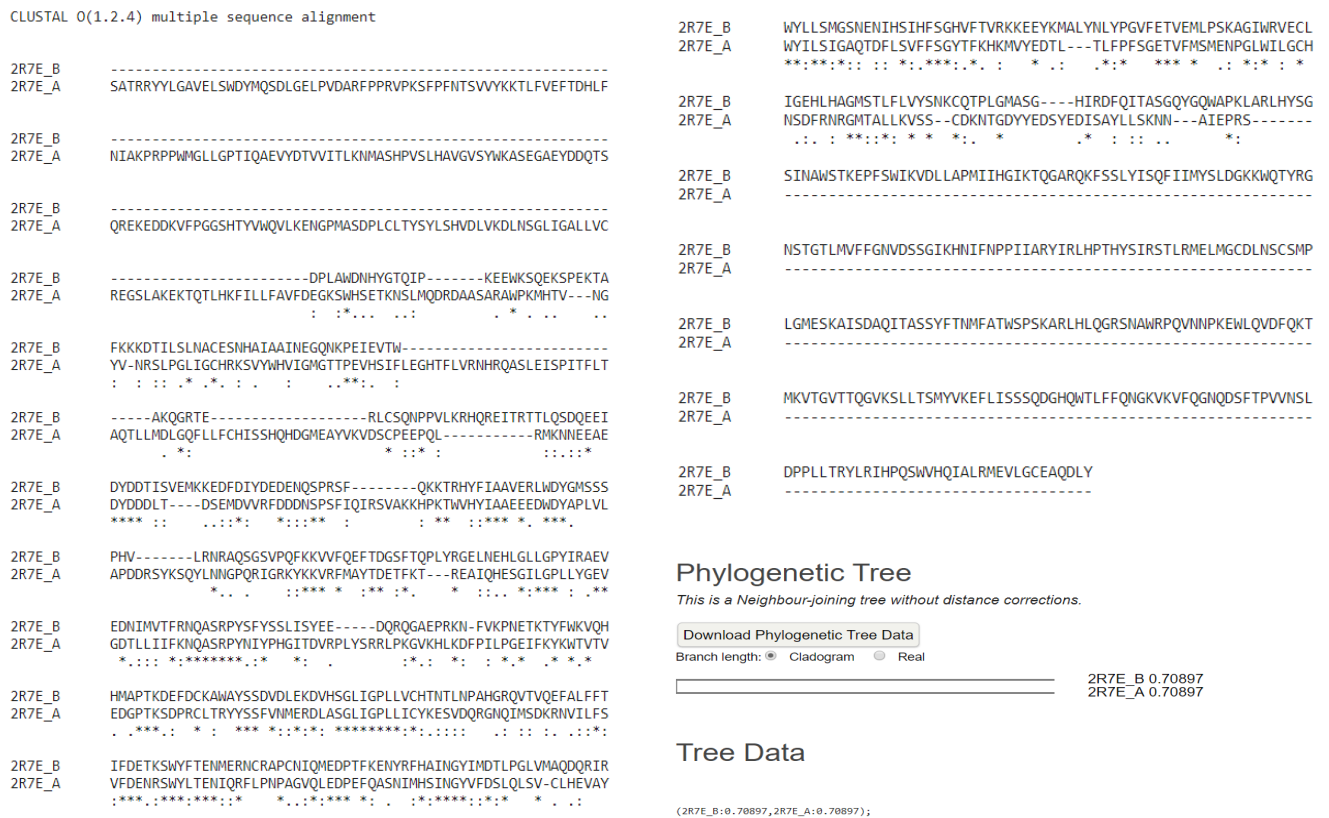 CLUSTAL O(1.2.4) multiple sequence alignment
2R7E_B      ------------------------------------------------------------
2R7E_A      SATRRYYLGAVELSWDYMQSDLGELPVDARFPPRVPKSFPFNTSVVYKKTLFVEFTDHLF
2R7E_B      ------------------------------------------------------------
2R7E_A      NIAKPRPPWMGLLGPTIQAEVYDTVVITLKNMASHPVSLHAVGVSYWKASEGAEYDDQTS
2R7E_B      ------------------------------------------------------------
2R7E_A      QREKEDDKVFPGGSHTYVWQVLKENGPMASDPLCLTYSYLSHVDLVKDLNSGLIGALLVC
2R7E_B      ------------------------DPLAWDNHYGTQIP-------KEEWKSQEKSPEKTA
2R7E_A      REGSLAKEKTQTLHKFILLFAVFDEGKSWHSETKNSLMQDRDAASARAWPKMHTV---NG
: :*... ..: . * . .. ..
2R7E_B      FKKKDTILSLNACESNHAIAAINEGQNKPEIEVTW-------------------------
2R7E_A      YV-NRSLPGLIGCHRKSVYWHVIGMGTTPEVHSIFLEGHTFLVRNHRQASLEISPITFLT
: : :: .* .*. : . : ..**:. :
2R7E_B      -----AKQGRTE-------------------RLCSQNPPVLKRHQREITRTTLQSDQEEI
2R7E_A      AQTLLMDLGQFLLFCHISSHQHDGMEAYVKVDSCPEEPQL-----------RMKNNEEAE
. *: * ::* : ::.::*
2R7E_B      DYDDTISVEMKKEDFDIYDEDENQSPRSF--------QKKTRHYFIAAVERLWDYGMSSS
2R7E_A      DYDDDLT----DSEMDVVRFDDDNSPSFIQIRSVAKKHPKTWVHYIAAEEEDWDYAPLVL
**** :: ..::*: *:::** : : ** ::*** *. ***.
2R7E_B      PHV-------LRNRAQSGSVPQFKKVVFQEFTDGSFTQPLYRGELNEHLGLLGPYIRAEV
2R7E_A      APDDRSYKSQYLNNGPQRIGRKYKKVRFMAYTDETFKT---REAIQHESGILGPLLYGEV
*.. . ::*** * :** :*. * ::.. *:*** : .**
2R7E_B      EDNIMVTFRNQASRPYSFYSSLISYEE-----DQRQGAEPRKN-FVKPNETKTYFWKVQH
2R7E_A      GDTLLIIFKNQASRPYNIYPHGITDVRPLYSRRLPKGVKHLKDFPILPGEIFKYKWTVTV
*.::: *:*******.:* *: . :*.: *: : *.* .* *.*
2R7E_B      HMAPTKDEFDCKAWAYSSDVDLEKDVHSGLIGPLLVCHTNTLNPAHGRQVTVQEFALFFT
2R7E_A      EDGPTKSDPRCLTRYYSSFVNMERDLASGLIGPLLICYKESVDQRGNQIMSDKRNVILFS
. .***.: * : *** *::*:*: ********:*:.:::: .: :: :. .::*:
2R7E_B      IFDETKSWYFTENMERNCRAPCNIQMEDPTFKENYRFHAINGYIMDTLPGLVMAQDQRIR
2R7E_A      VFDENRSWYLTENIQRFLPNPAGVQLEDPEFQASNIMHSINGYVFDSLQLSV-CLHEVAY
:***.:***:***::* *..:*:*** *: . :*:****::*:* * . .:
2R7E_B      WYLLSMGSNENIHSIHFSGHVFTVRKKEEYKMALYNLYPGVFETVEMLPSKAGIWRVECL
2R7E_A      WYILSIGAQTDFLSVFFSGYTFKHKMVYEDTL---TLFPFSGETVFMSMENPGLWILGCH
**:**:*:: :: *:.***:.*. : * .: .*:* *** * .: *:* : *
2R7E_B      IGEHLHAGMSTLFLVYSNKCQTPLGMASG----HIRDFQITASGQYGQWAPKLARLHYSG
2R7E_A      NSDFRNRGMTALLKVSS--CDKNTGDYYEDSYEDISAYLLSKNN---AIEPRS-------
.:. : **::*: * * *:. * .* : :: .. *:
2R7E_B      SINAWSTKEPFSWIKVDLLAPMIIHGIKTQGARQKFSSLYISQFIIMYSLDGKKWQTYRG
2R7E_A      ------------------------------------------------------------
2R7E_B      NSTGTLMVFFGNVDSSGIKHNIFNPPIIARYIRLHPTHYSIRSTLRMELMGCDLNSCSMP
2R7E_A      ------------------------------------------------------------
2R7E_B      LGMESKAISDAQITASSYFTNMFATWSPSKARLHLQGRSNAWRPQVNNPKEWLQVDFQKT
2R7E_A      ------------------------------------------------------------
2R7E_B      MKVTGVTTQGVKSLLTSMYVKEFLISSSQDGHQWTLFFQNGKVKVFQGNQDSFTPVVNSL
2R7E_A      ------------------------------------------------------------
2R7E_B      DPPLLTRYLRIHPQSWVHQIALRMEVLGCEAQDLY
2R7E_A      -----------------------------------
Phylogenetic Tree
This is a Neighbour-joining tree without distance corrections.
Download Phylogenetic Tree Data
Branch length: Cladogram Real
2R7E_B 0.70897
2R7E_A 0.70897
Tree Data
(2R7E_B:0.70897,2R7E_A:0.70897);